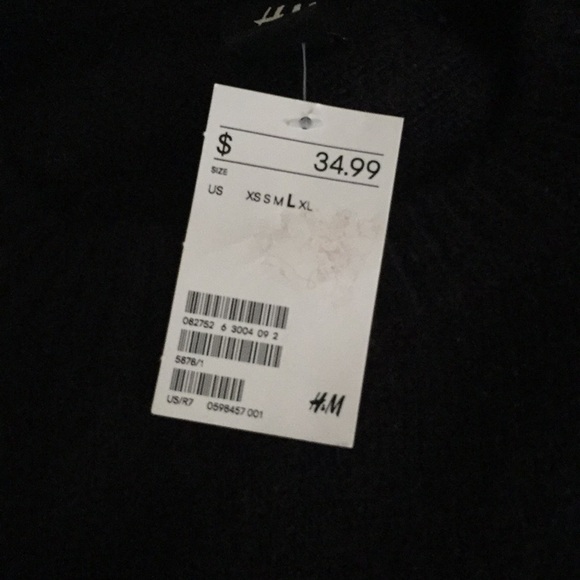 $ 34.99
SIZE
US XS S M L XL
082752 6 3004 09 2
5878/1
US/R7 0598457 001
H&M